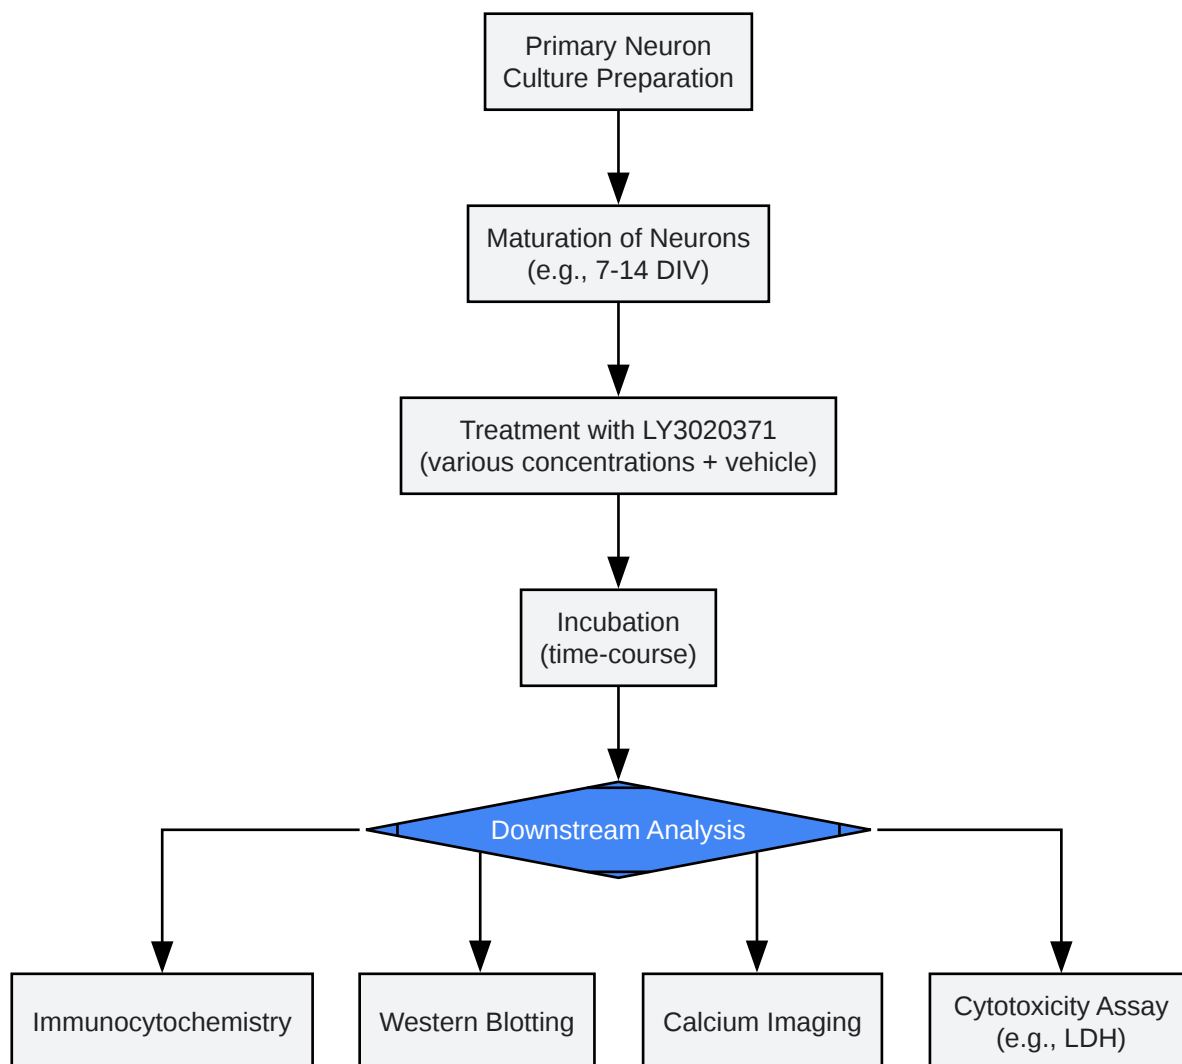 Primary Neuron
Culture Preparation
Maturation of Neurons
(e.g., 7-14 DIV)
Treatment with LY3020371
(various concentrations + vehicle)
Incubation
(time-course)
Downstream Analysis
Immunocytochemistry
Western Blotting
Calcium Imaging
Cytotoxicity Assay
(e.g., LDH)